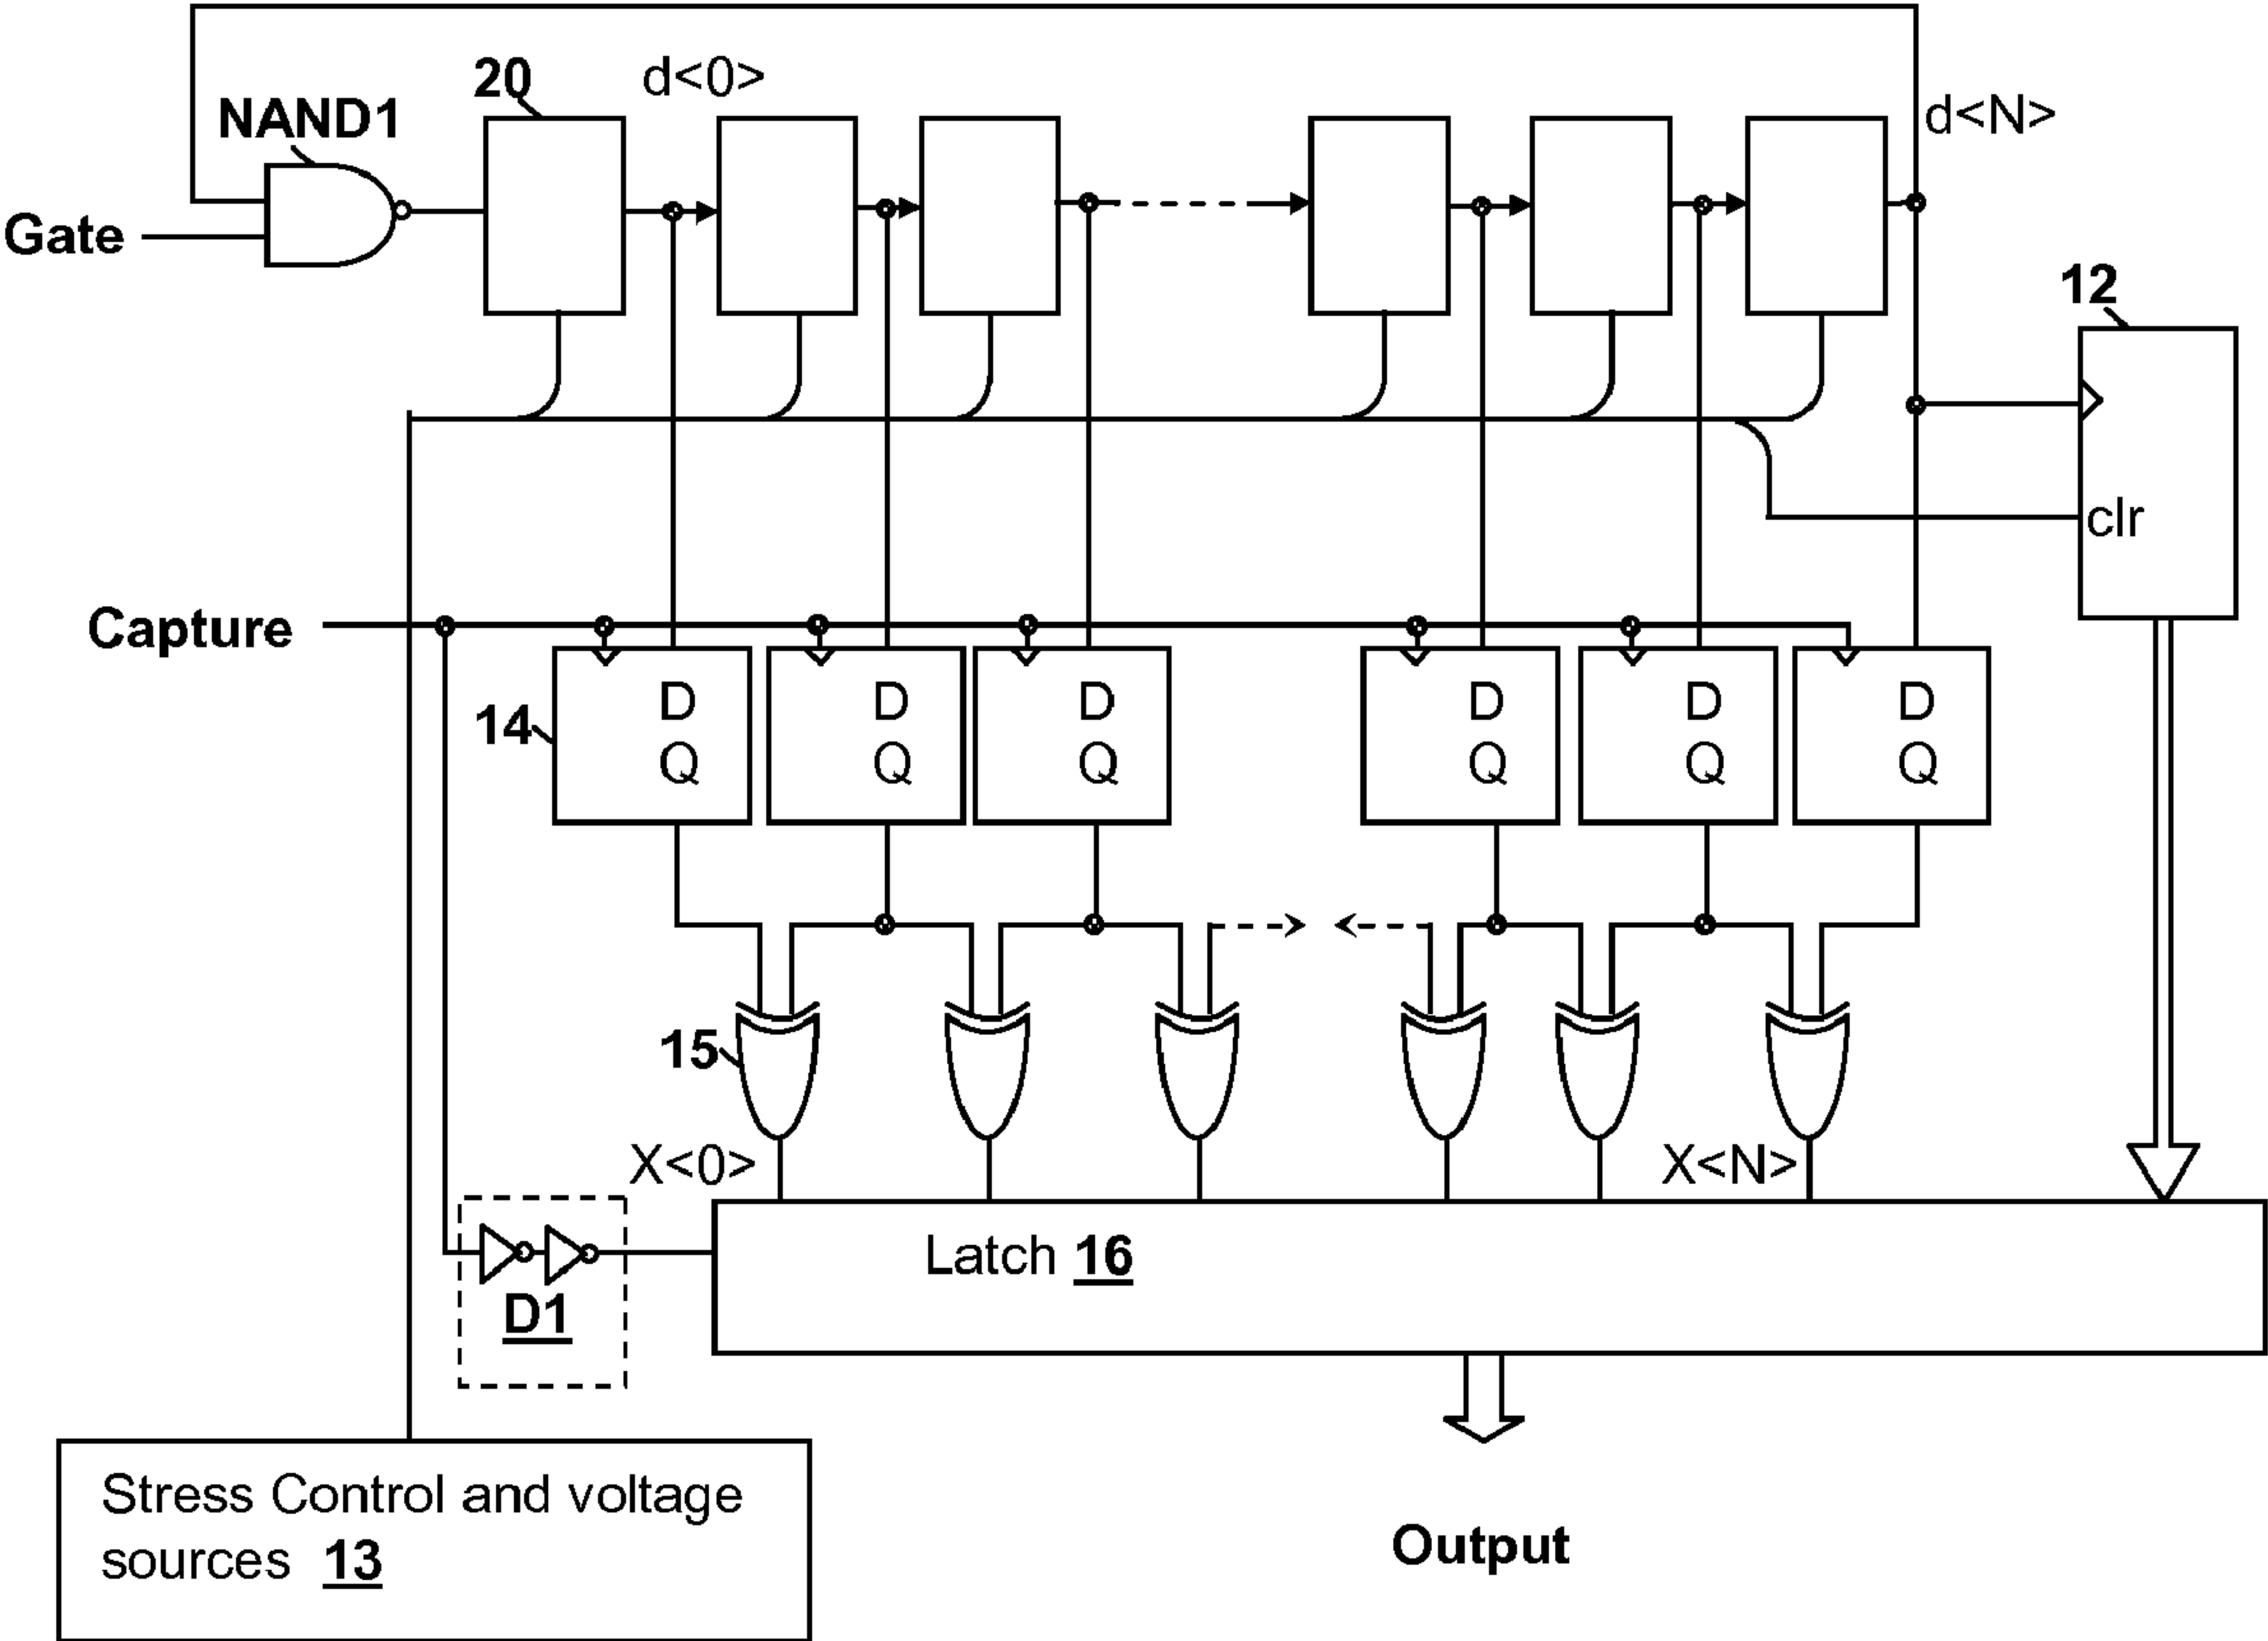 20
d<0>
NAND1
d<N>
Gate
12
clr
Capture
D
D
D
D
D
D
14
Q
Q
Q
Q
Q
Q
15
X<0>
X<N>
Latch 16
D1
Stress Control and voltage
sources 13
Output